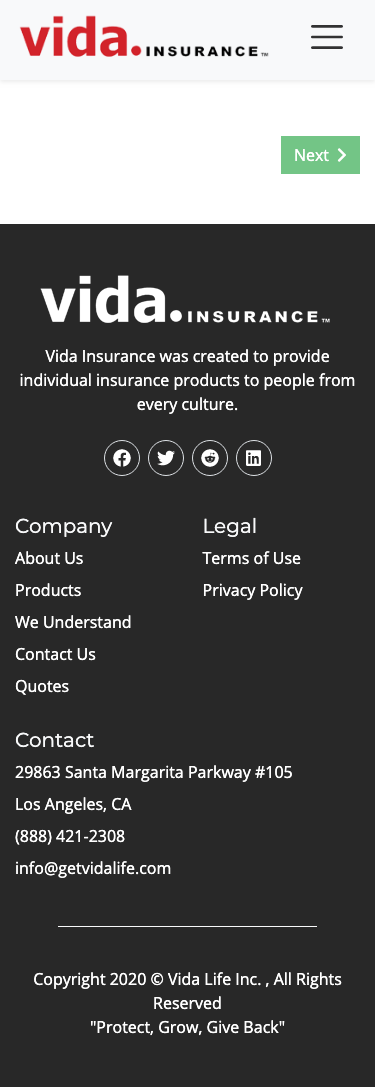 vida.INSURANCE™
Next
vida.INSURANCE™
Vida Insurance was created to provide
individual insurance products to people from
every culture.
Company
About Us
Products
We Understand
Contact Us
Quotes
Legal
Terms of Use
Privacy Policy
Contact
29863 Santa Margarita Parkway #105
Los Angeles, CA
(888) 421-2308
info@getvidalife.com
Copyright 2020 © Vida Life Inc. , All Rights
Reserved
"Protect, Grow, Give Back"